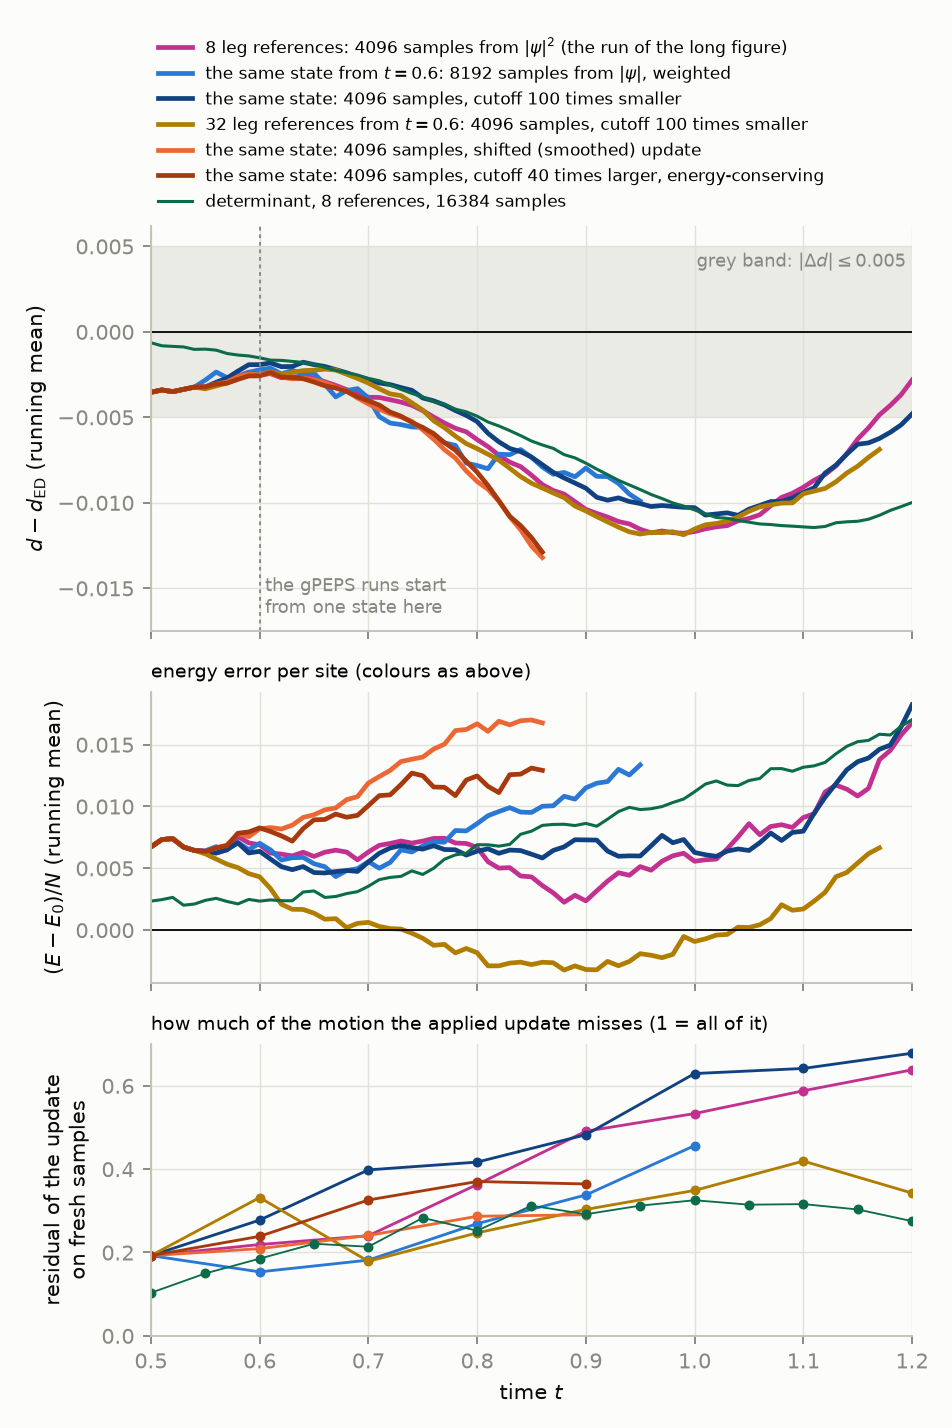 8 leg references: 4096 samples from |ψ|² (the run of the long figure)
the same state from t = 0.6: 8192 samples from |ψ|, weighted
the same state: 4096 samples, cutoff 100 times smaller
32 leg references from t = 0.6: 4096 samples, cutoff 100 times smaller
the same state: 4096 samples, shifted (smoothed) update
the same state: 4096 samples, cutoff 40 times larger, energy-conserving
determinant, 8 references, 16384 samples
d − d_ED (running mean)
0.005
0.000
−0.005
−0.010
−0.015
grey band: |Δd| ≤ 0.005
the gPEPS runs start
from one state here
energy error per site (colours as above)
(E − E₀)/N (running mean)
0.015
0.010
0.005
0.000
how much of the motion the applied update misses (1 = all of it)
residual of the update
on fresh samples
0.6
0.4
0.2
0.0
0.5 0.6 0.7 0.8 0.9 1.0 1.1 1.2
time t